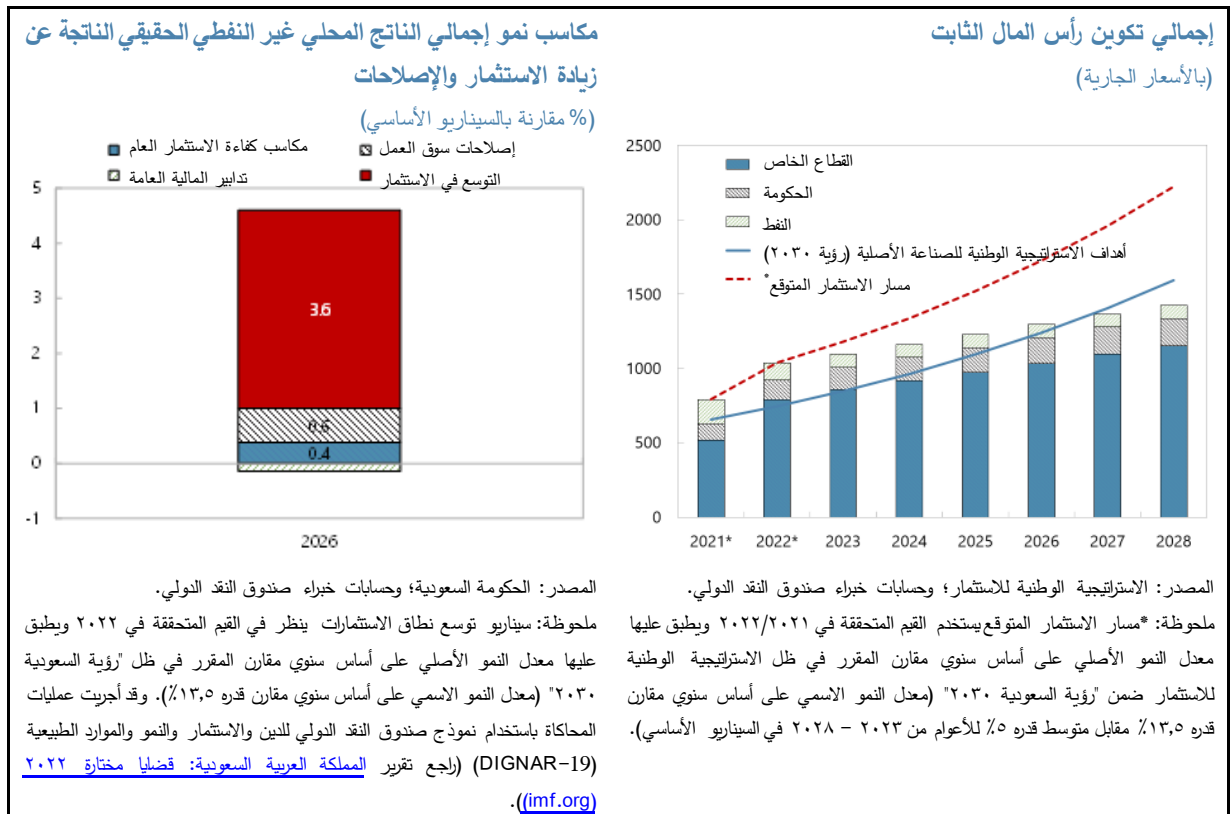 إجمالي تكوين رأس المال الثابت
(بالأسعار الجارية)
2500
2000
1500
1000
500
0
القطاع الخاص
الحكومة
النفط
أهداف الاستراتيجية الوطنية للصناعة الأصلية (رؤية ٢٠٣٠)
مسار الاستثمار المتوقع*
2021* 2022* 2023 2024 2025 2026 2027 2028
المصدر: الاستراتيجية الوطنية للاستثمار؛ وحسابات خبراء صندوق النقد الدولي.
ملحوظة: *مسار الاستثمار المتوقع يستخدم القيم المتحققة في ٢٠٢٢/٢٠٢١ ويطبق عليها
معدل النمو الأصلي على أساس سنوي مقارن المقرر في ظل الاستراتيجية الوطنية
للاستثمار ضمن "رؤية السعودية ٢٠٣٠" (معدل النمو الاسمي على أساس سنوي مقارن
قدره ١٣,٥٪ مقابل متوسط قدره ٥٪ للأعوام من ٢٠٢٣ – ٢٠٢٨ في السيناريو الأساسي).
مكاسب نمو إجمالي الناتج المحلي غير النفطي الحقيقي الناتجة عن
زيادة الاستثمار والإصلاحات
(% مقارنة بالسيناريو الأساسي)
إصلاحات سوق العمل مكاسب كفاءة الاستثمار العام
التوسع في الاستثمار تدابير المالية العامة
5
4
3
2
1
0
-1
3.6
0.6
0.4
2026
المصدر: الحكومة السعودية؛ وحسابات خبراء صندوق النقد الدولي.
ملحوظة: سيناريو توسع نطاق الاستثمارات ينظر في القيم المتحققة في ٢٠٢٢ ويطبق
عليها معدل النمو الأصلي على أساس سنوي مقارن المقرر في ظل "رؤية السعودية
٢٠٣٠" (معدل النمو الاسمي على أساس سنوي مقارن قدره ١٣,٥٪). وقد أجريت عمليات
المحاكاة باستخدام نموذج صندوق النقد الدولي للدين والاستثمار والنمو والموارد الطبيعية
(DIGNAR-19) (راجع تقرير المملكة العربية السعودية: قضايا مختارة ٢٠٢٢
(imf.org)).